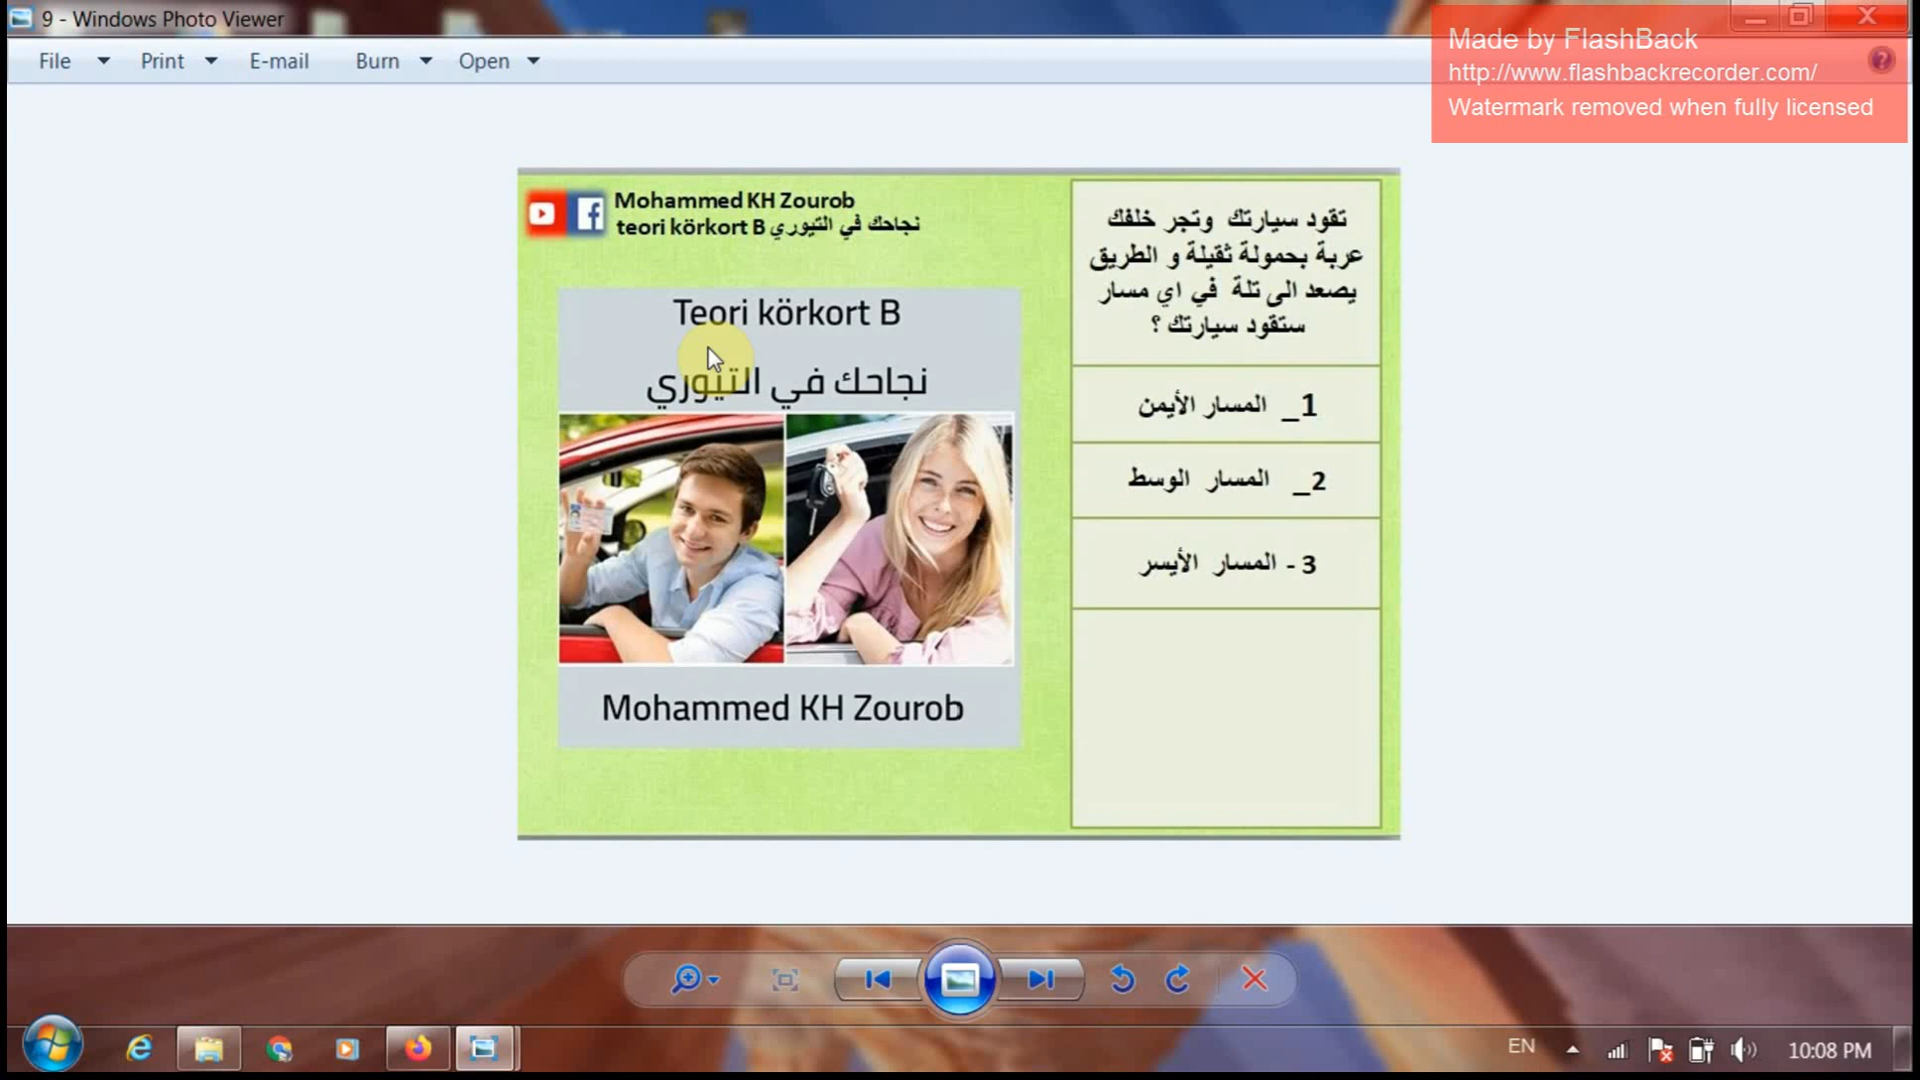 9 - Windows Photo Viewer
File Print E-mail Burn Open
Made by FlashBack
http://www.flashbackrecorder.com/
Watermark removed when fully licensed
Mohammed KH Zourob
teori körkort B نجاحك في التيوري
Teori körkort B
نجاحك في التيوري
Mohammed KH Zourob
تقود سيارتك وتجر خلفك
عربة بحمولة ثقيلة و الطريق
يصعد الى تلة في اي مسار
ستقود سيارتك ؟
1_ المسار الأيمن
2_ المسار الوسط
3 - المسار الأيسر
EN
10:08 PM